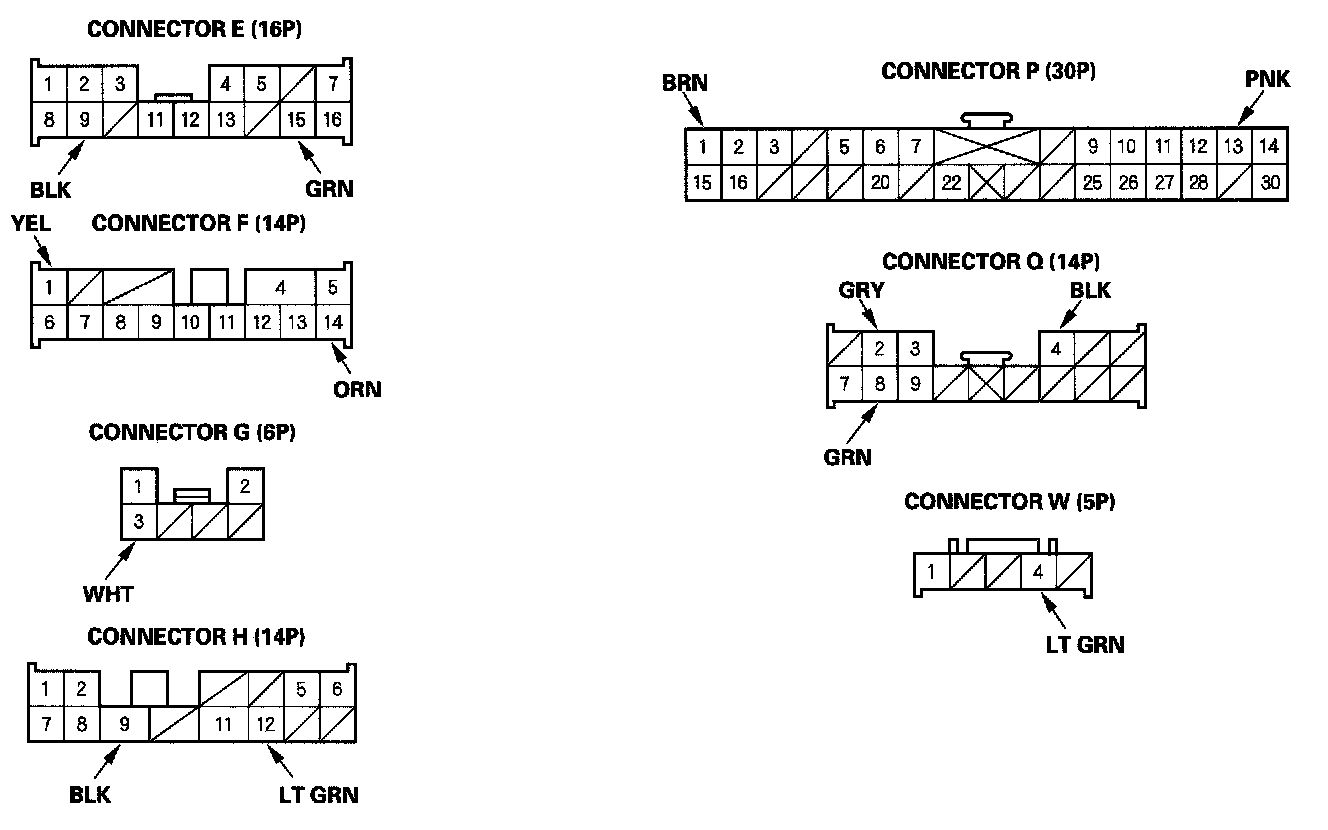 CONNECTOR E (16P)
1 2 3 4 5 7
8 9 11 12 13 15 16
BLK GRN
YEL CONNECTOR F (14P)
1 4 5
6 7 8 9 10 11 12 13 14
ORN
CONNECTOR G (6P)
1 2
3
WHT
CONNECTOR H (14P)
1 2 5 6
7 8 9 11 12
BLK LT GRN
CONNECTOR P (30P)
BRN PNK
1 2 3 5 6 7 9 10 11 12 13 14
15 16 20 22 25 26 27 28 30
CONNECTOR Q (14P)
GRY BLK
2 3 4
7 8 9
GRN
CONNECTOR W (5P)
1 4
LT GRN